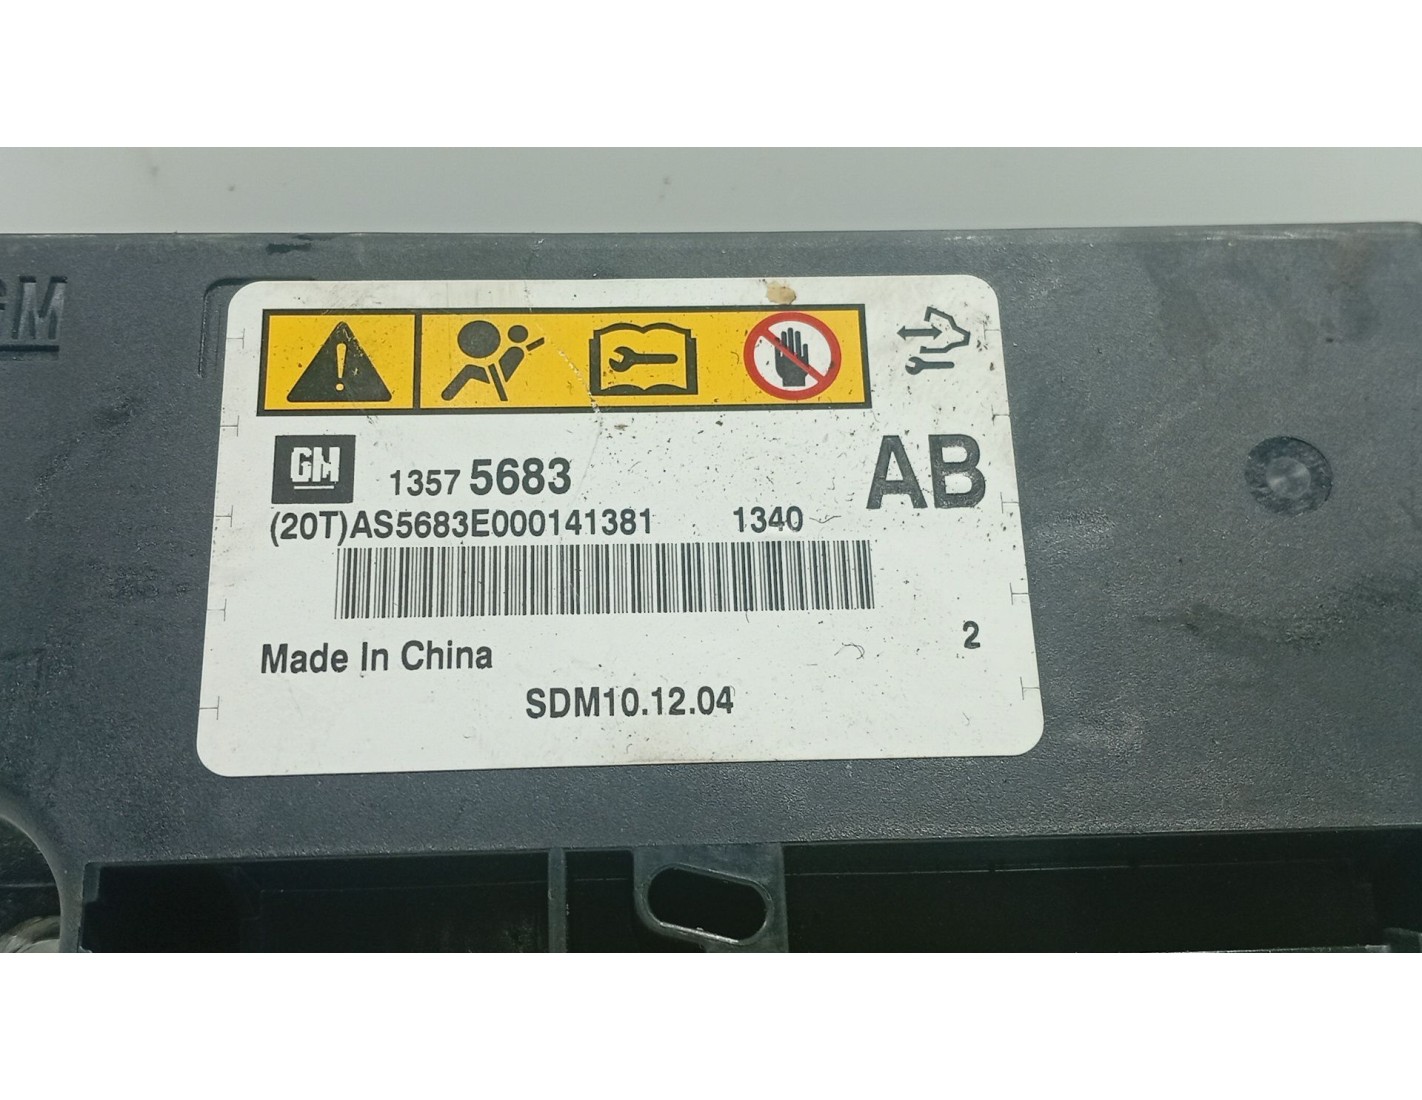 GM
GM 1357 5683 AB
(20T)AS5683E000141381 1340
Made In China 2
SDM10.12.04